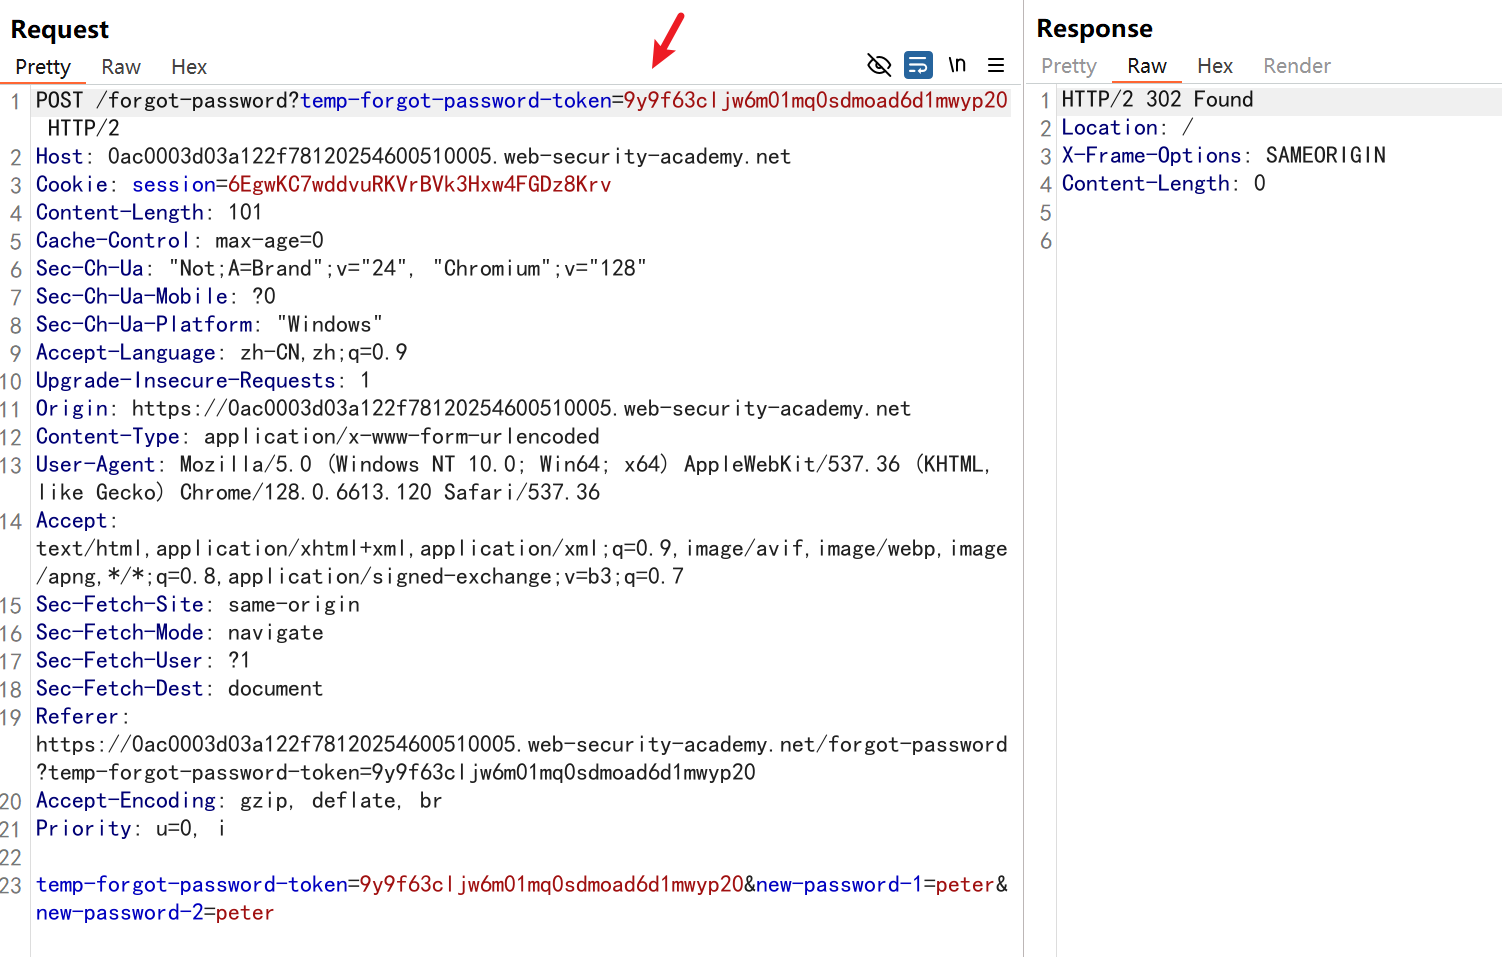 Request
Pretty Raw Hex
\n
1 POST /forgot-password?temp-forgot-password-token=9y9f63cljw6m01mq0sdmoad6d1mwyp20
HTTP/2
2 Host: 0ac0003d03a122f78120254600510005.web-security-academy.net
3 Cookie: session=6EgwKC7wddvuRKVrBVk3Hxw4FGDz8Krv
4 Content-Length: 101
5 Cache-Control: max-age=0
6 Sec-Ch-Ua: "Not;A=Brand";v="24", "Chromium";v="128"
7 Sec-Ch-Ua-Mobile: ?0
8 Sec-Ch-Ua-Platform: "Windows"
9 Accept-Language: zh-CN,zh;q=0.9
10 Upgrade-Insecure-Requests: 1
11 Origin: https://0ac0003d03a122f78120254600510005.web-security-academy.net
12 Content-Type: application/x-www-form-urlencoded
13 User-Agent: Mozilla/5.0 (Windows NT 10.0; Win64; x64) AppleWebKit/537.36 (KHTML,
like Gecko) Chrome/128.0.6613.120 Safari/537.36
14 Accept:
text/html,application/xhtml+xml,application/xml;q=0.9,image/avif,image/webp,image
/apng,*/*;q=0.8,application/signed-exchange;v=b3;q=0.7
15 Sec-Fetch-Site: same-origin
16 Sec-Fetch-Mode: navigate
17 Sec-Fetch-User: ?1
18 Sec-Fetch-Dest: document
19 Referer:
https://0ac0003d03a122f78120254600510005.web-security-academy.net/forgot-password
?temp-forgot-password-token=9y9f63cljw6m01mq0sdmoad6d1mwyp20
20 Accept-Encoding: gzip, deflate, br
21 Priority: u=0, i
22
23 temp-forgot-password-token=9y9f63cljw6m01mq0sdmoad6d1mwyp20&new-password-1=peter&
new-password-2=peter
Response
Pretty Raw Hex Render
1 HTTP/2 302 Found
2 Location: /
3 X-Frame-Options: SAMEORIGIN
4 Content-Length: 0
5
6